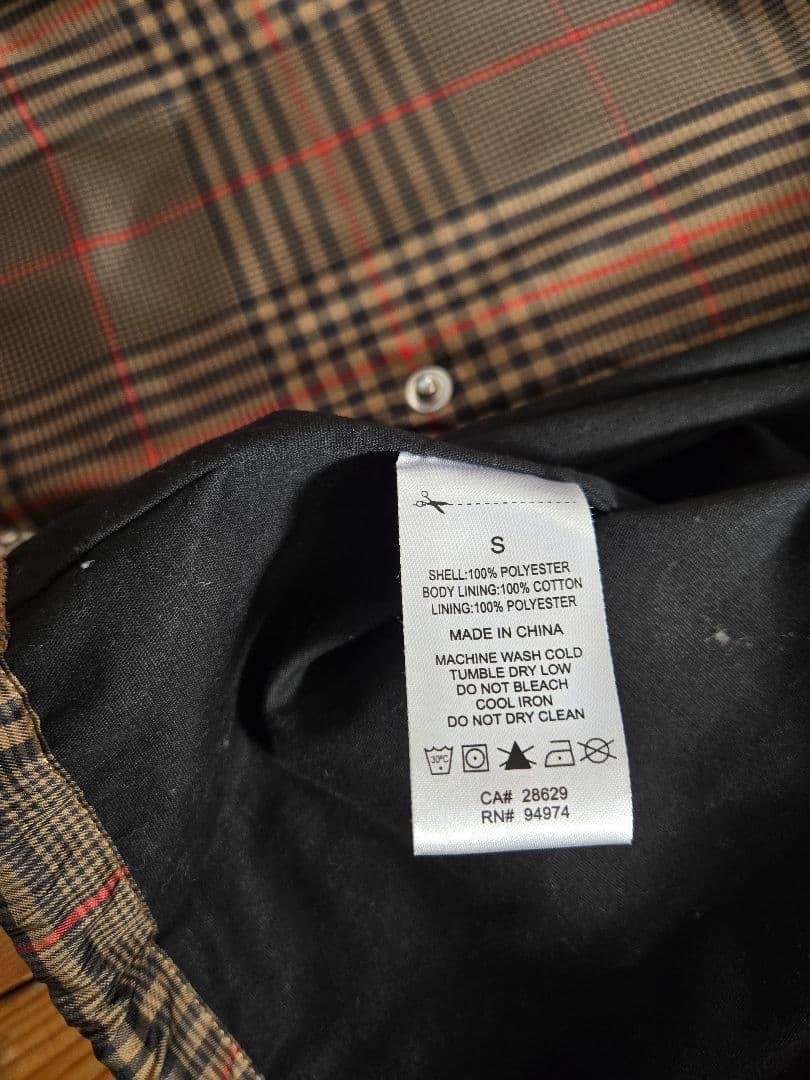 S
SHELL:100% POLYESTER
BODY LINING:100% COTTON
LINING:100% POLYESTER
MADE IN CHINA
MACHINE WASH COLD
TUMBLE DRY LOW
DO NOT BLEACH
COOL IRON
DO NOT DRY CLEAN
30°C
CA# 28629
RN# 94974